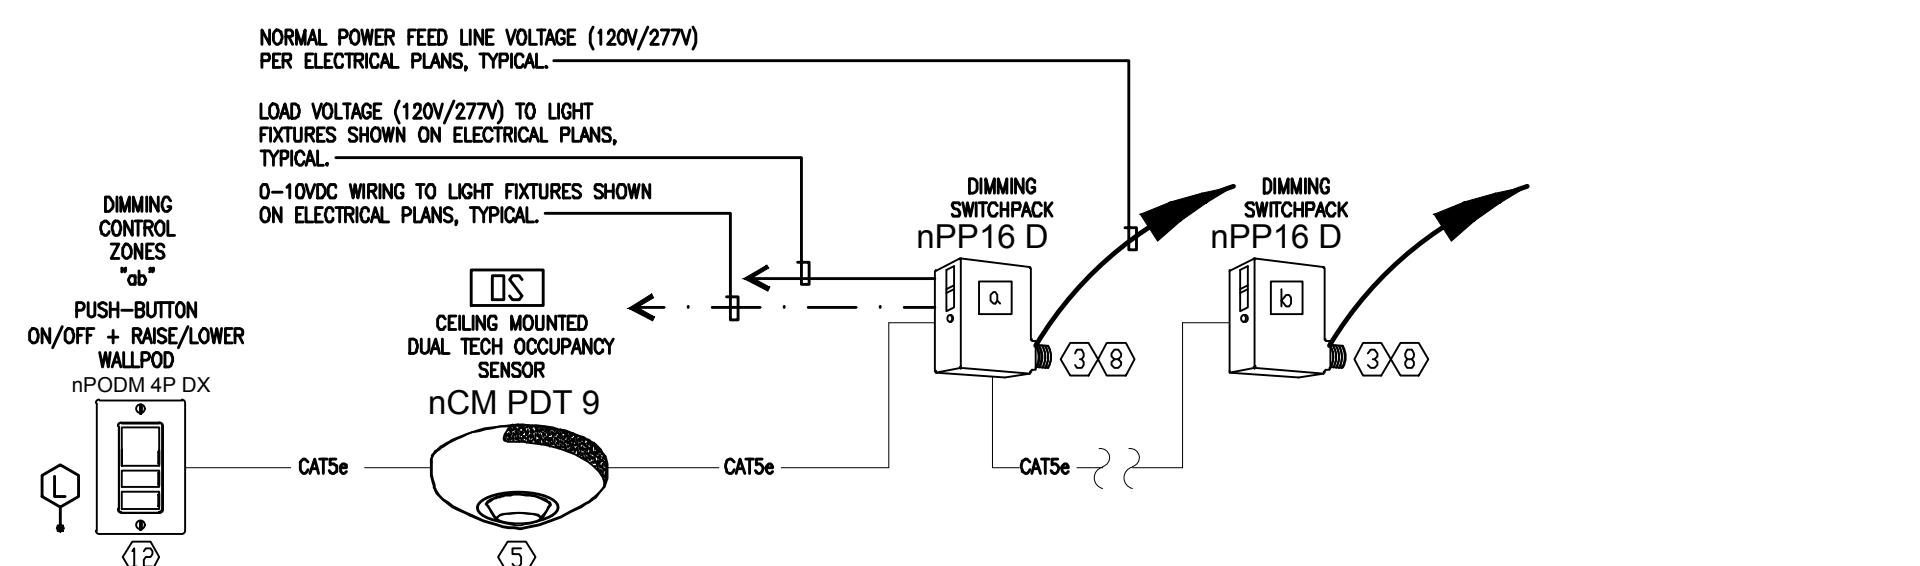 NORMAL POWER FEED LINE VOLTAGE (120V/277V)
PER ELECTRICAL PLANS, TYPICAL.
LOAD VOLTAGE (120V/277V) TO LIGHT
FIXTURES SHOWN ON ELECTRICAL PLANS,
TYPICAL.
0-10VDC WIRING TO LIGHT FIXTURES SHOWN
ON ELECTRICAL PLANS, TYPICAL.
DIMMING
CONTROL
ZONES
"ab"
PUSH-BUTTON
ON/OFF + RAISE/LOWER
WALLPOD
nPODM 4P DX
L
12
OS
CEILING MOUNTED
DUAL TECH OCCUPANCY
SENSOR
nCM PDT 9
5
CAT5e
CAT5e
DIMMING
SWITCHPACK
nPP16 D
a
3 8
CAT5e
DIMMING
SWITCHPACK
nPP16 D
b
3 8